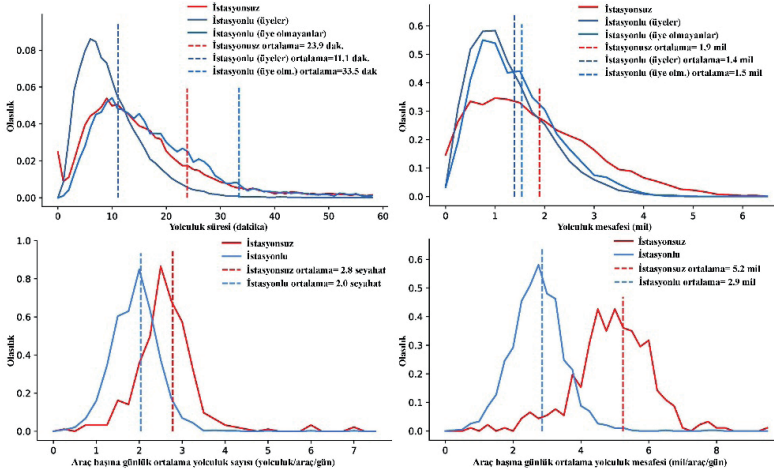 İstasyonsuz
İstasyonlu (üyeler)
İstasyonlu (üye olmayanlar)
İstasyonusz ortalama= 23,9 dak.
İstasyonlu (üyeler) ortalama=11,1 dak.
İstasyonlu (üye olm.) ortalama=33.5 dak
Olasılık
0.08
0.06
0.04
0.02
0.00
0 10 20 30 40 50 60
Yolculuk süresi (dakika)
İstasyonsuz
İstasyonlu (üyeler)
İstasyonlu (üye olmayanlar)
İstasyonusz ortalama= 1.9 mil
İstasyonlu (üyeler) ortalama=1.4 mil
İstasyonlu (üye olm.) ortalama=1.5 mil
Olasılık
0.6
0.5
0.4
0.3
0.2
0.1
0.0
0 1 2 3 4 5 6
Yolculuk mesafesi (mil)
İstasyonsuz
İstasyonlu
İstasyonsuz ortalama= 2.8 seyahat
İstasyonlu ortalama= 2.0 seyahat
Olasılık
1.0
0.8
0.6
0.4
0.2
0.0
0 1 2 3 4 5 6 7
Araç başına günlük ortalama yolculuk sayısı (yolculuk/araç/gün)
İstasyonsuz
İstasyonlu
İstasyonsuz ortalama= 5.2 mil
İstasyonlu ortalama= 2.9 mil
Olasılık
0.6
0.5
0.4
0.3
0.2
0.1
0.0
0 2 4 6 8
Araç başına günlük ortalama yolculuk mesafesi (mil/araç/gün)